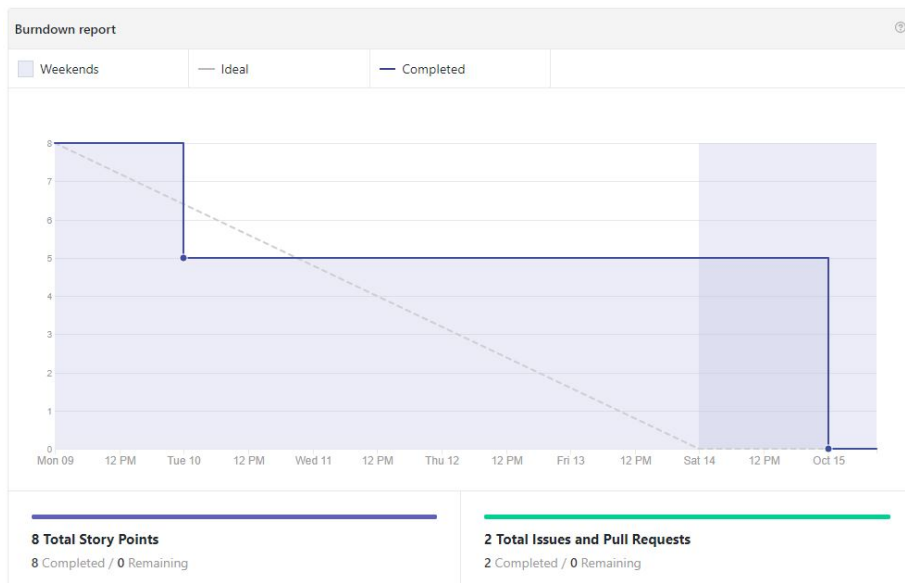 Burndown report
Weekends
Ideal
Completed
8
7
6
5
4
3
2
1
0
Mon 09 12 PM Tue 10 12 PM Wed 11 12 PM Thu 12 12 PM Fri 13 12 PM Sat 14 12 PM Oct 15
8 Total Story Points
8 Completed / 0 Remaining
2 Total Issues and Pull Requests
2 Completed / 0 Remaining